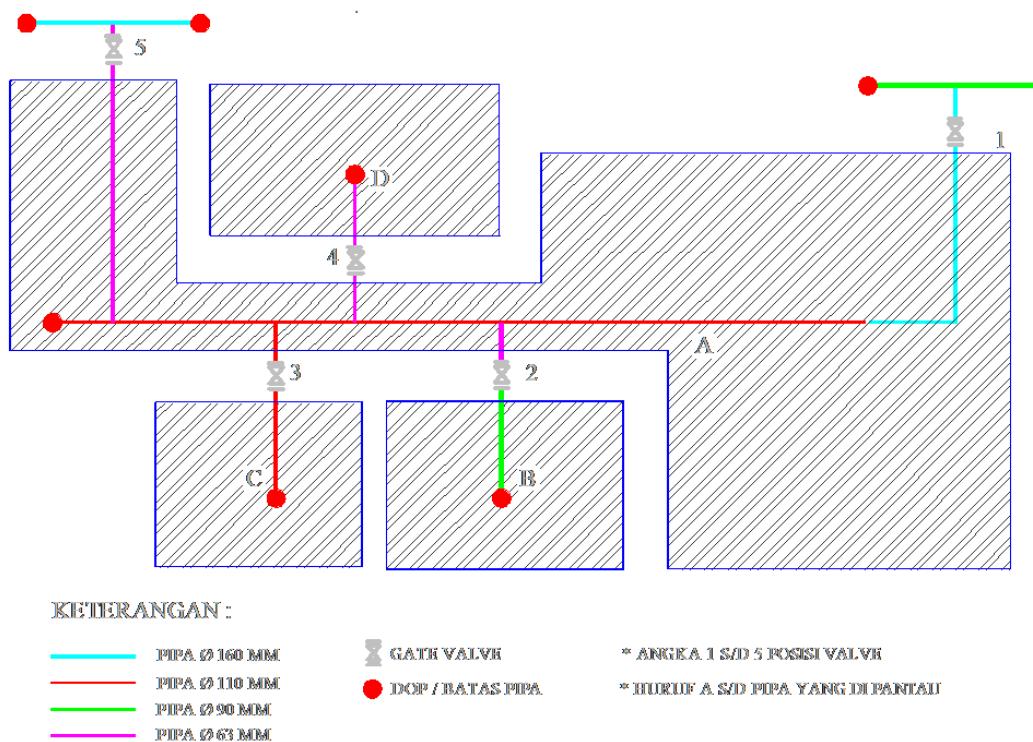 5
1
D
4
A
3
2
C
B
KETERANGAN :
PIPA Ø 160 MM
GATE VALVE
* ANGKA 1 S/D 5 POSISI VALVE
PIPA Ø 110 MM
DOP / BATAS PIPA
* HURUF A S/D PIPA YANG DI PANTAU
PIPA Ø 90 MM
PIPA Ø 63 MM